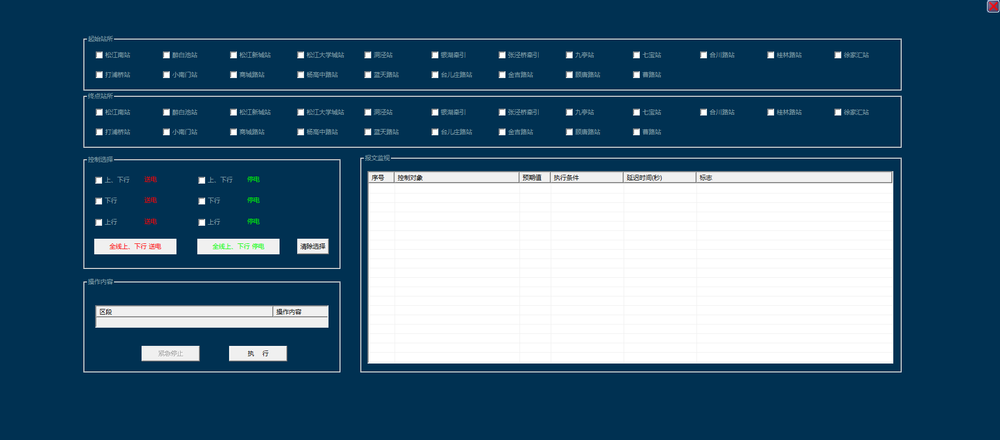 起始站所
松江南站 醉白池站 松江新城站 松江大学城站 洞泾站 银湖牵引 张泾桥牵引 九亭站 七宝站 合川路站 桂林路站 徐家汇站
打浦桥站 小南门站 商城路站 杨高中路站 蓝天路站 台儿庄路站 金吉路站 顾唐路站 曹路站
终点站所
松江南站 醉白池站 松江新城站 松江大学城站 洞泾站 银湖牵引 张泾桥牵引 九亭站 七宝站 合川路站 桂林路站 徐家汇站
打浦桥站 小南门站 商城路站 杨高中路站 蓝天路站 台儿庄路站 金吉路站 顾唐路站 曹路站
控制选择
上、下行 送电 上、下行 停电
下行 送电 下行 停电
上行 送电 上行 停电
全线上、下行 送电 全线上、下行 停电 清除选择
操作内容
区段 操作内容
紧急停止 执 行
报文监视
序号 控制对象 预期值 执行条件 延迟时间(秒) 标志